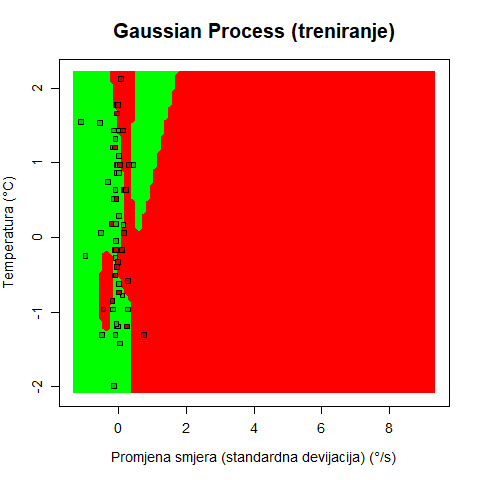 Gaussian Process (treniranje)
Temperatura (°C)
2
1
0
-1
-2
0 2 4 6 8
Promjena smjera (standardna devijacija) (°/s)